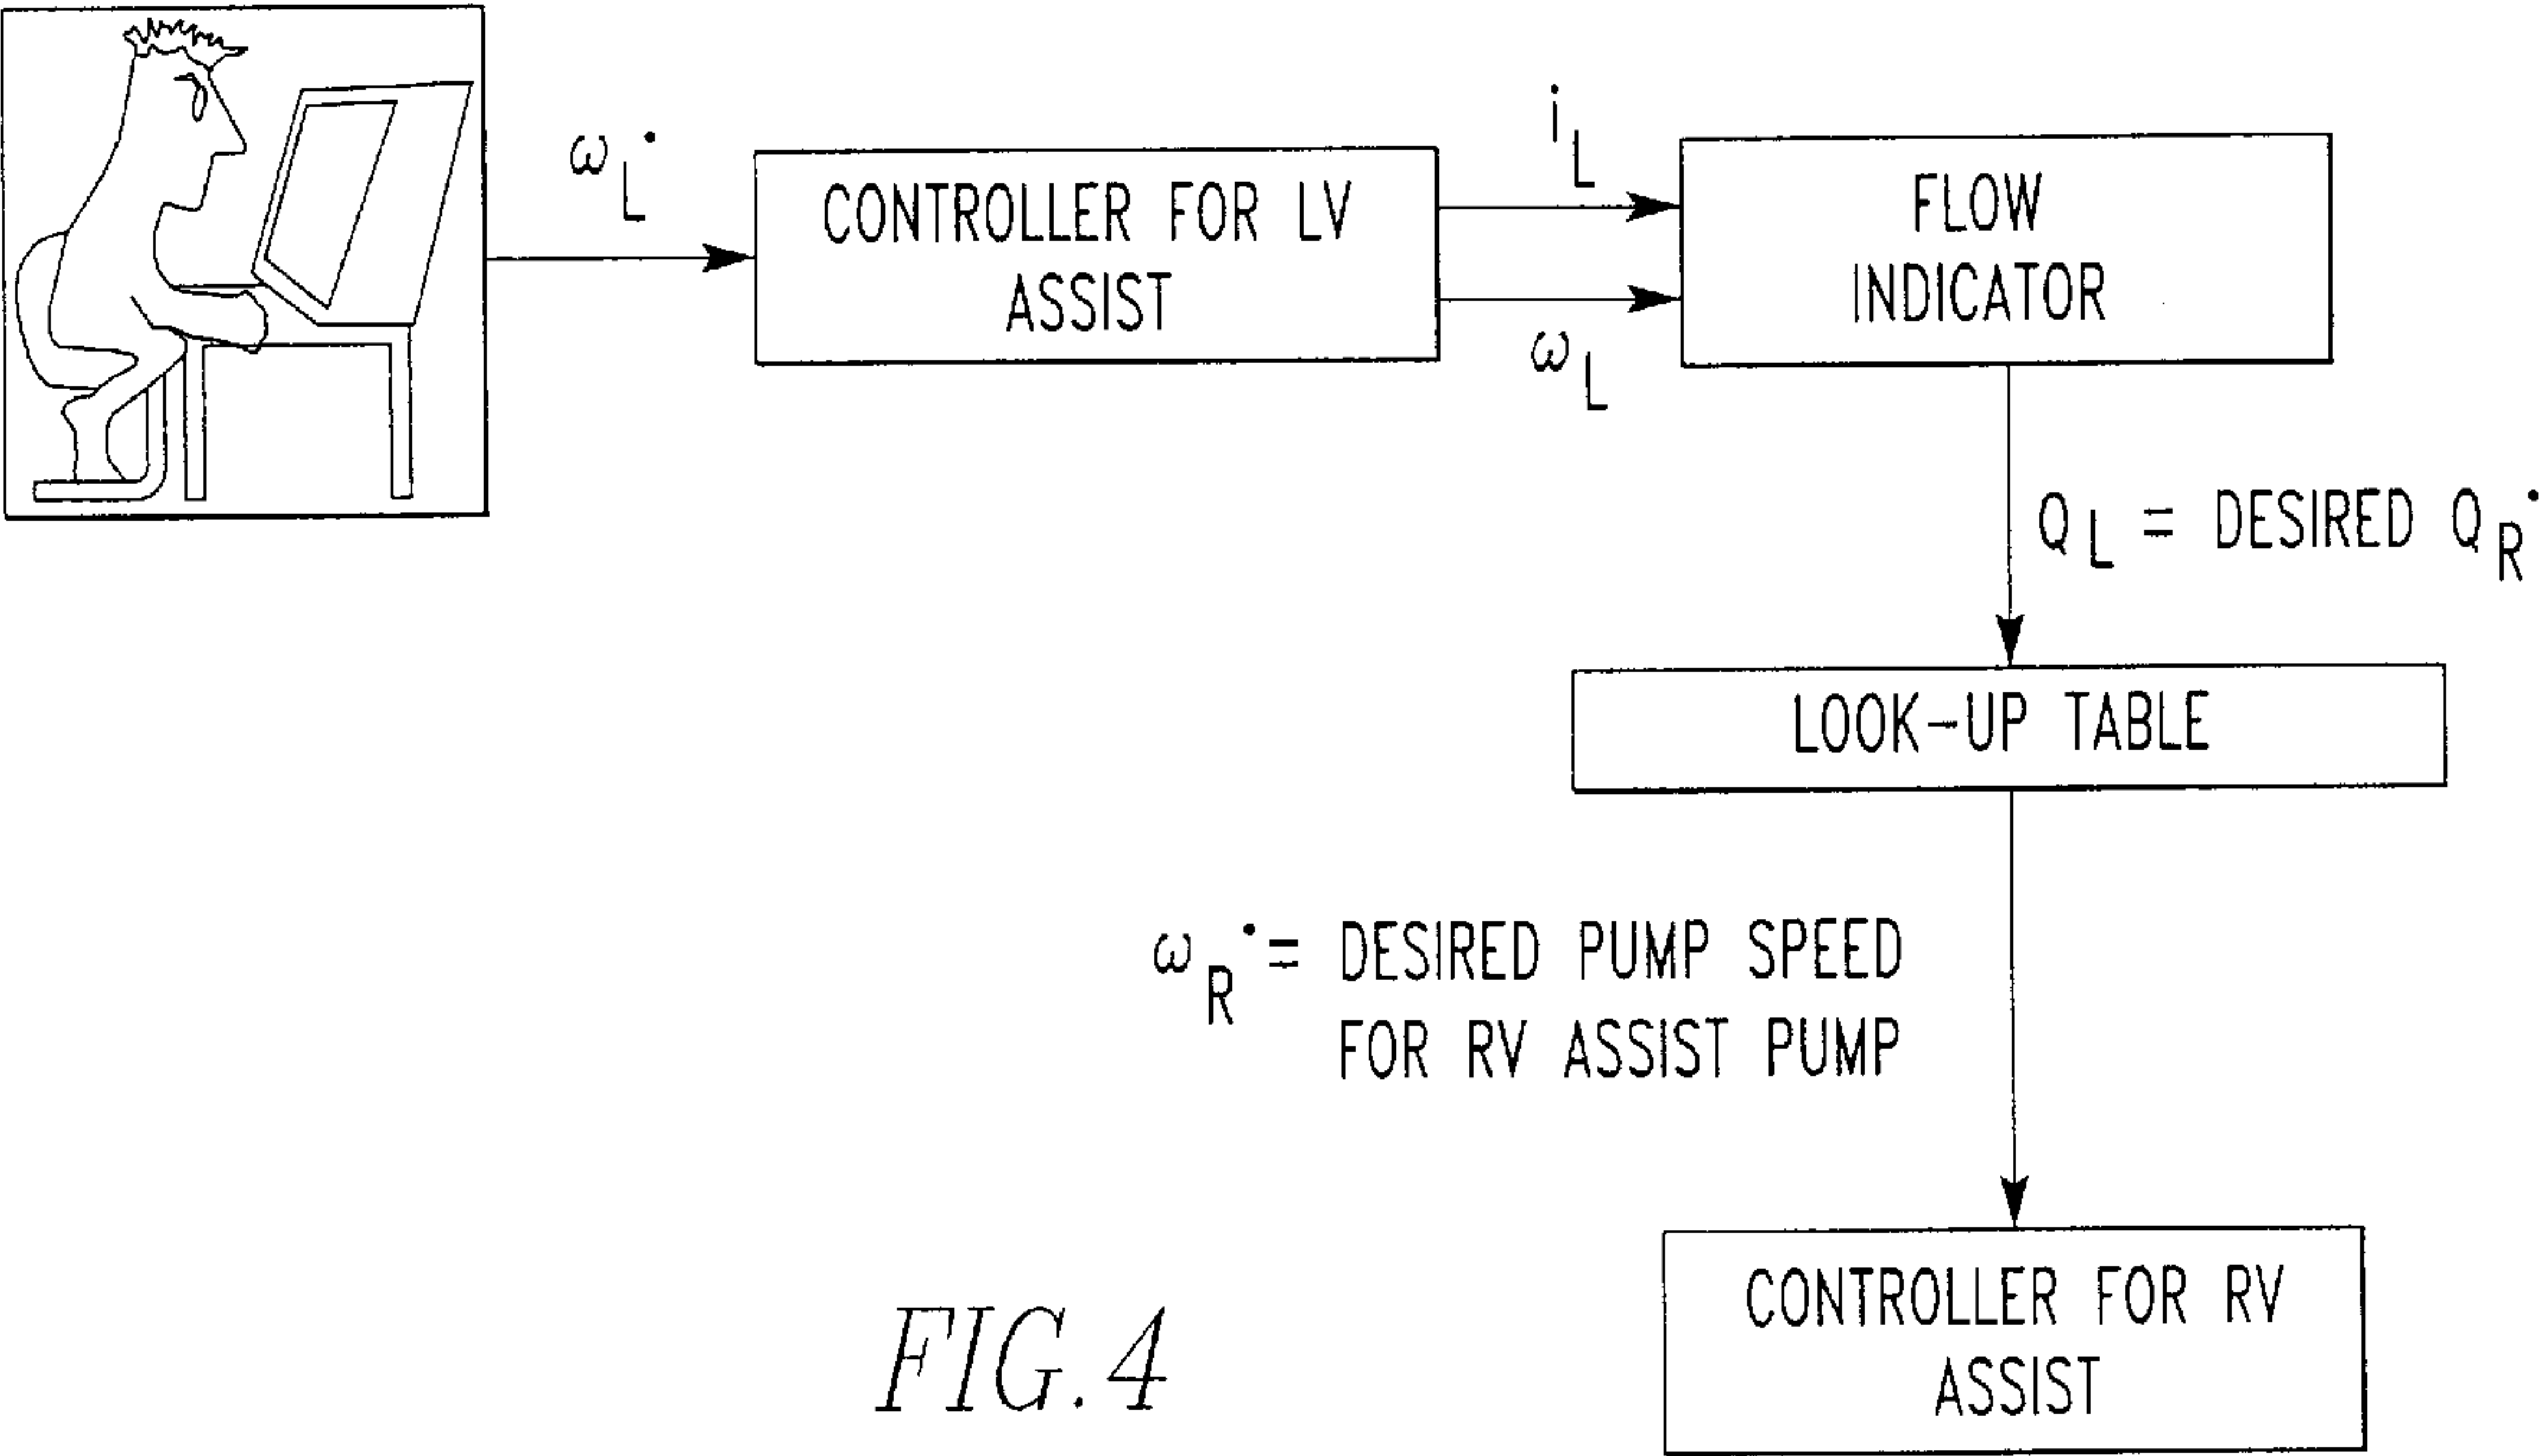 ω_L·
CONTROLLER FOR LV
ASSIST
i_L
ω_L
FLOW
INDICATOR
Q_L = DESIRED Q_R·
LOOK-UP TABLE
ω_R· = DESIRED PUMP SPEED
FOR RV ASSIST PUMP
CONTROLLER FOR RV
ASSIST
FIG.4